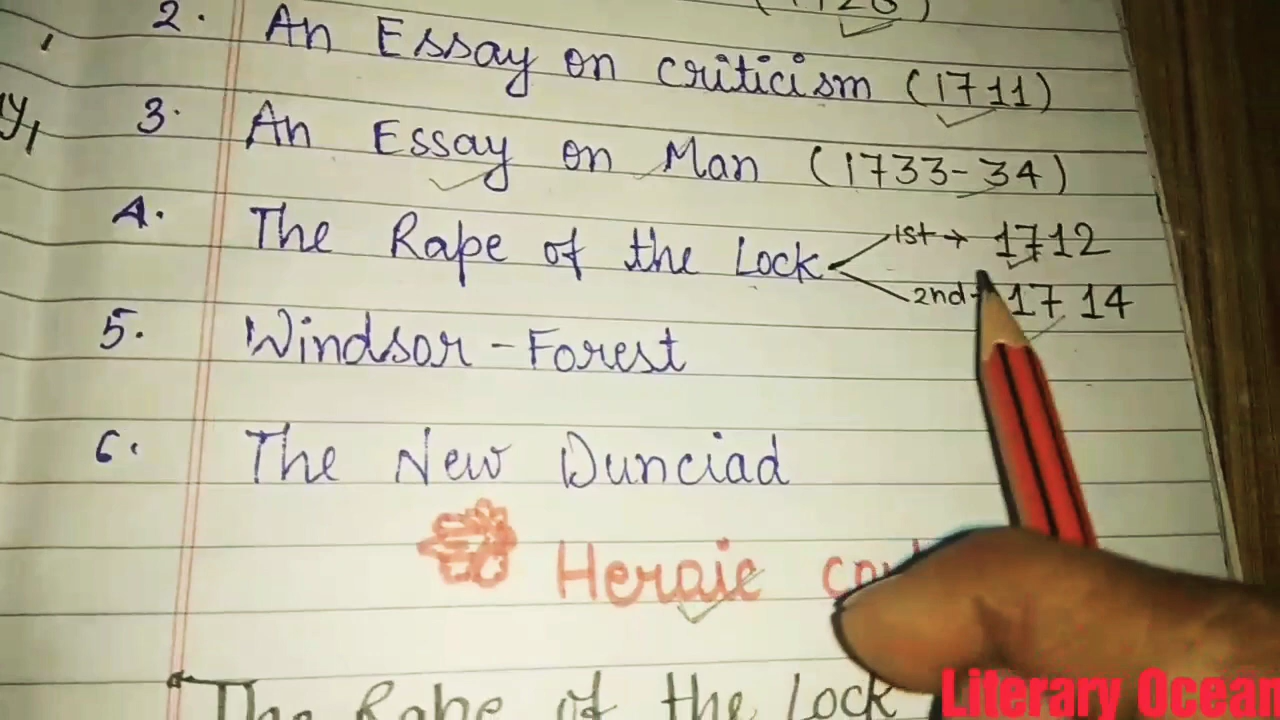 2. An Essay on criticism (1711)
3. An Essay on Man (1733-34)
4. The Rape of the Lock 1st → 1712
2nd → 1714
5. Windsor-Forest
6. The New Dunciad
Heroic
The Rape of the Lock
Literary Ocean